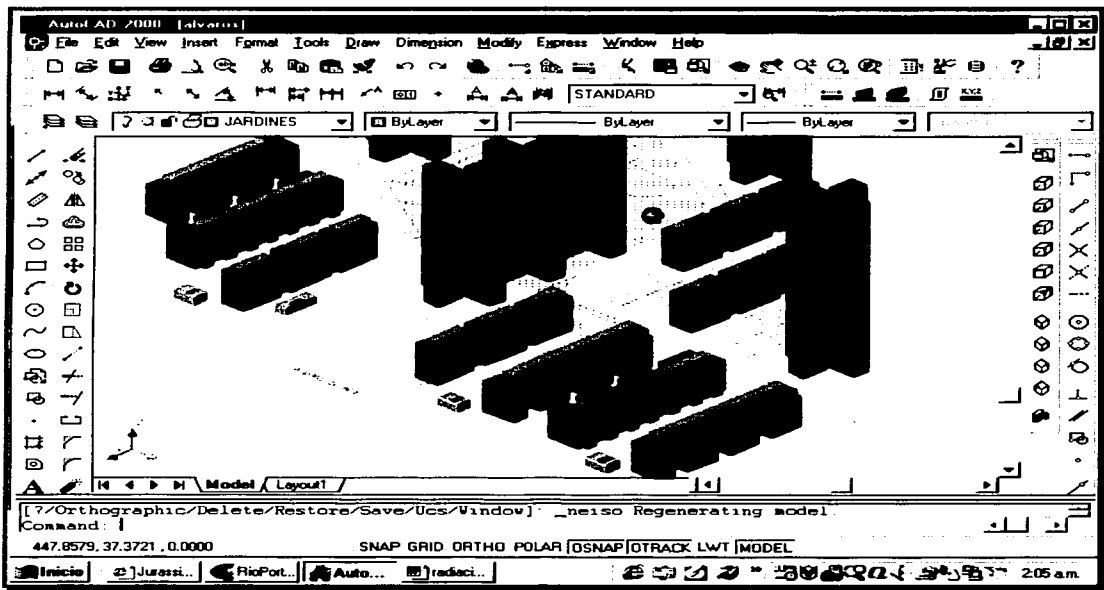 AutoCAD 2000 [alvaros]
File Edit View Insert Format Tools Draw Dimension Modify Express Window Help
STANDARD
JARDINES ByLayer ByLayer ByLayer
Model Layout1
[?/Orthographic/Delete/Restore/Save/Ucs/Window]: _neiso Regenerating model.
Command:
447.8579, 37.3721, 0.0000 SNAP GRID ORTHO POLAR OSNAP OTRACK LWT MODEL
Inicio Jurassi... RioPort... Auto... radiaci... 2:05 a.m.